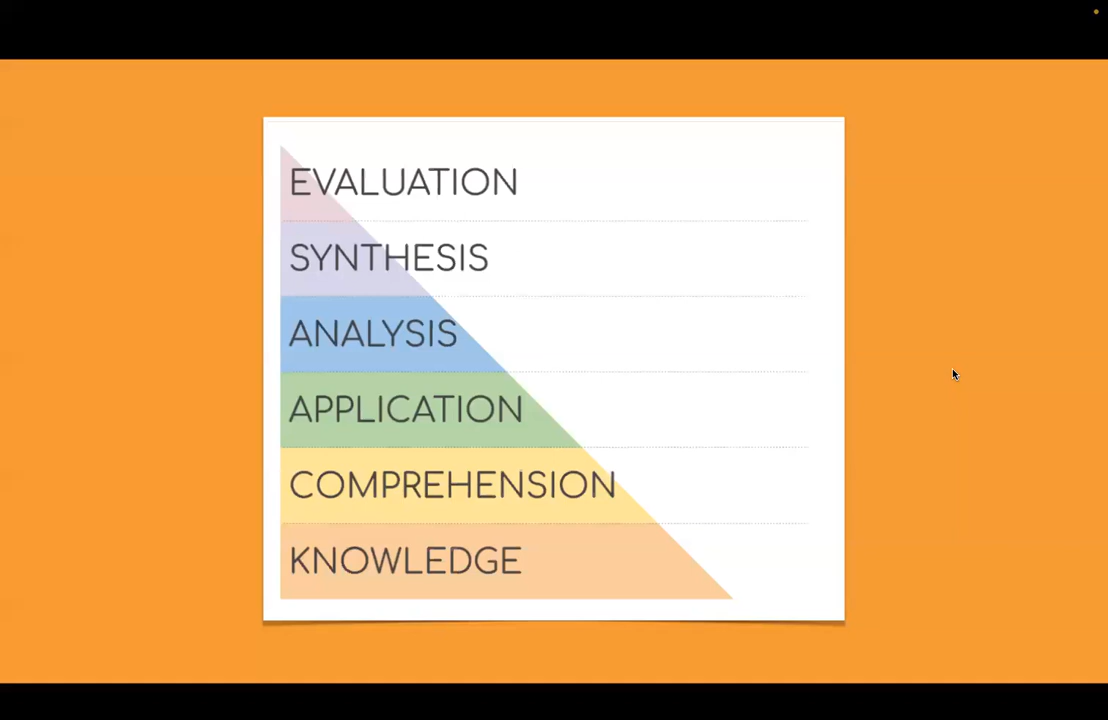 EVALUATION
SYNTHESIS
ANALYSIS
APPLICATION
COMPREHENSION
KNOWLEDGE